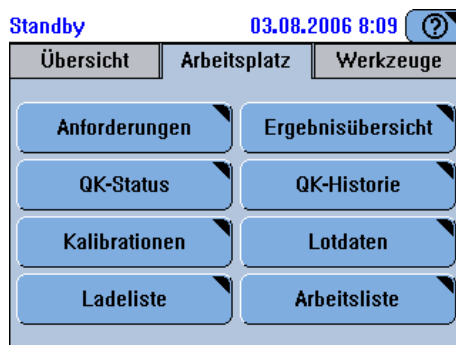 Standby 03.08.2006 8:09 ?
Übersicht Arbeitsplatz Werkzeuge
Anforderungen Ergebnisübersicht
QK-Status QK-Historie
Kalibrationen Lotdaten
Ladeliste Arbeitsliste